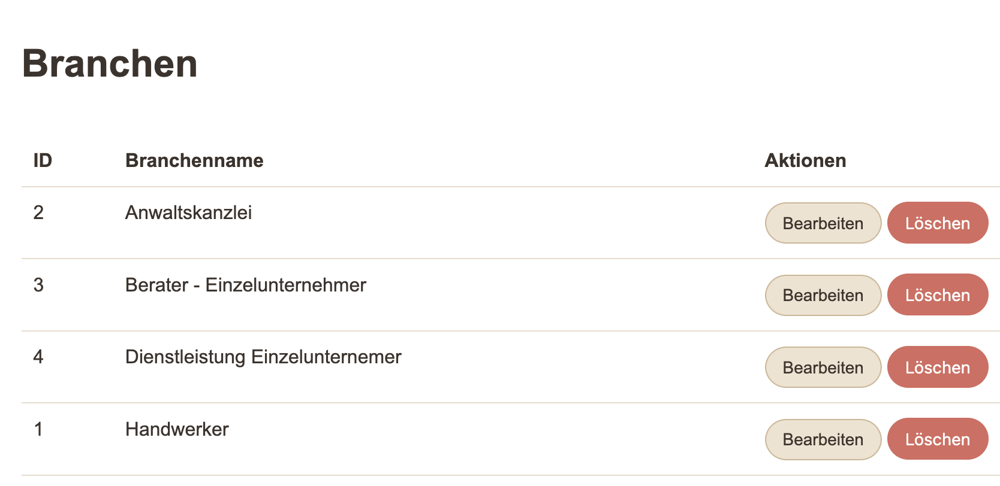 Branchen
ID Branchenname Aktionen
2 Anwaltskanzlei Bearbeiten Löschen
3 Berater - Einzelunternehmer Bearbeiten Löschen
4 Dienstleistung Einzelunternemer Bearbeiten Löschen
1 Handwerker Bearbeiten Löschen